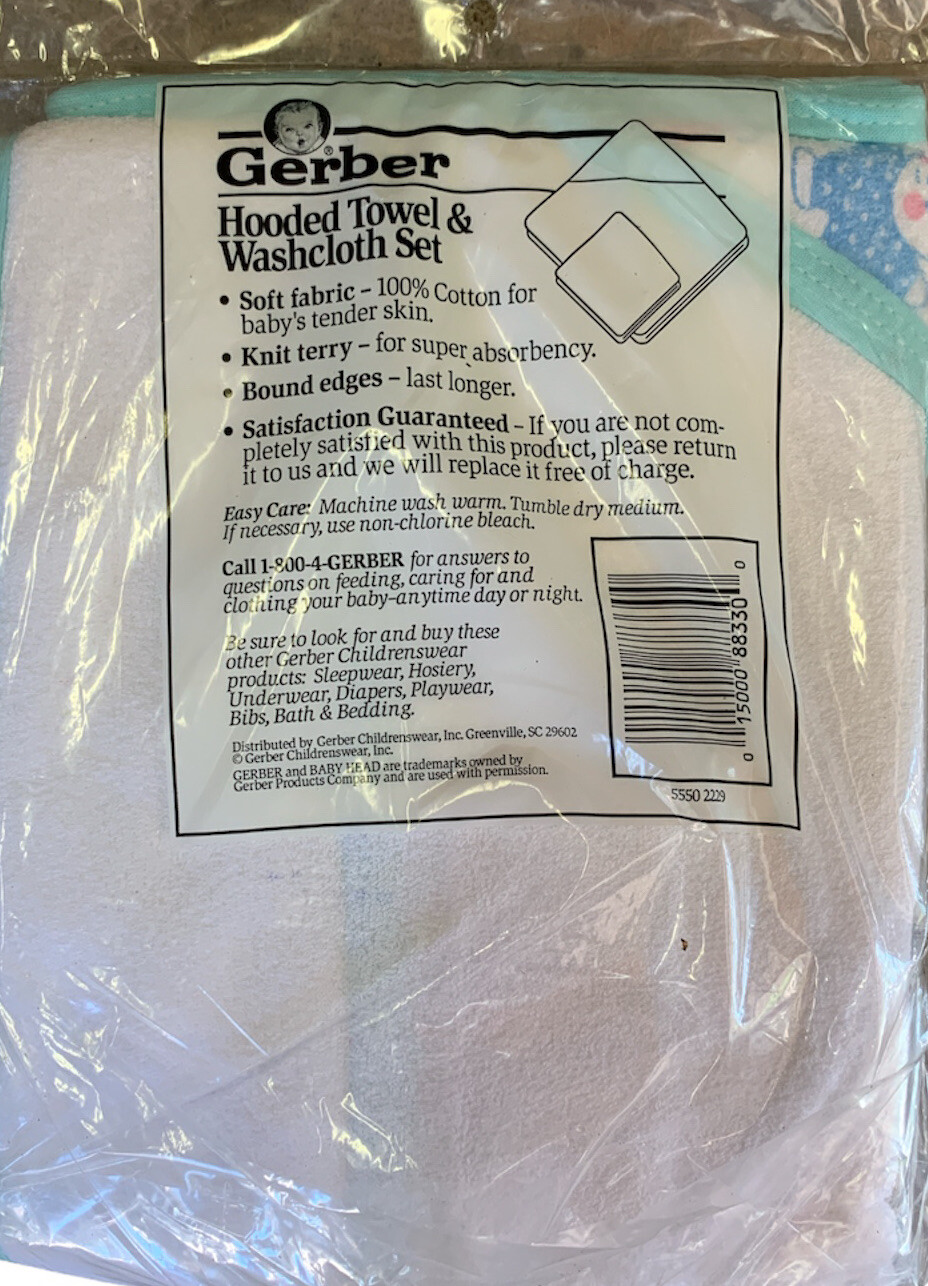 Gerber®
Hooded Towel &
Washcloth Set
• Soft fabric – 100% Cotton for
baby's tender skin.
• Knit terry – for super absorbency.
• Bound edges – last longer.
• Satisfaction Guaranteed – If you are not com-
pletely satisfied with this product, please return
it to us and we will replace it free of charge.
Easy Care: Machine wash warm. Tumble dry medium.
If necessary, use non-chlorine bleach.
Call 1-800-4-GERBER for answers to
questions on feeding, caring for and
clothing your baby–anytime day or night.
Be sure to look for and buy these
other Gerber Childrenswear
products: Sleepwear, Hosiery,
Underwear, Diapers, Playwear,
Bibs, Bath & Bedding.
Distributed by Gerber Childrenswear, Inc. Greenville, SC 29602
© Gerber Childrenswear, Inc.
GERBER and BABY HEAD are trademarks owned by
Gerber Products Company and are used with permission.
0 15000 88330 0
5550 2229